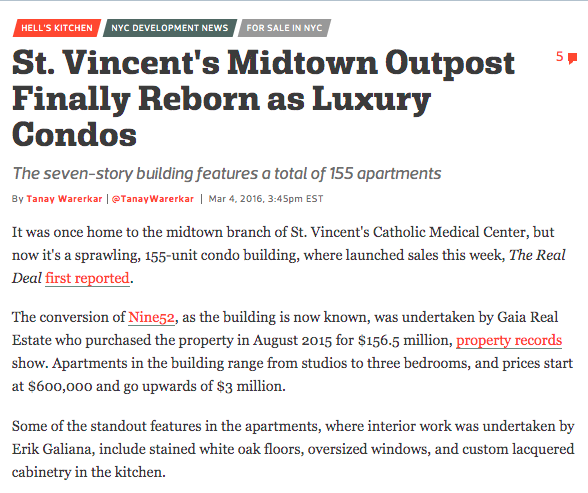 HELL'S KITCHEN NYC DEVELOPMENT NEWS FOR SALE IN NYC
St. Vincent's Midtown Outpost
Finally Reborn as Luxury
Condos
5
The seven-story building features a total of 155 apartments
By Tanay Warerkar | @TanayWarerkar | Mar 4, 2016, 3:45pm EST
It was once home to the midtown branch of St. Vincent's Catholic Medical Center, but
now it's a sprawling, 155-unit condo building, where launched sales this week, The Real
Deal first reported.
The conversion of Nine52, as the building is now known, was undertaken by Gaia Real
Estate who purchased the property in August 2015 for $156.5 million, property records
show. Apartments in the building range from studios to three bedrooms, and prices start
at $600,000 and go upwards of $3 million.
Some of the standout features in the apartments, where interior work was undertaken by
Erik Galiana, include stained white oak floors, oversized windows, and custom lacquered
cabinetry in the kitchen.